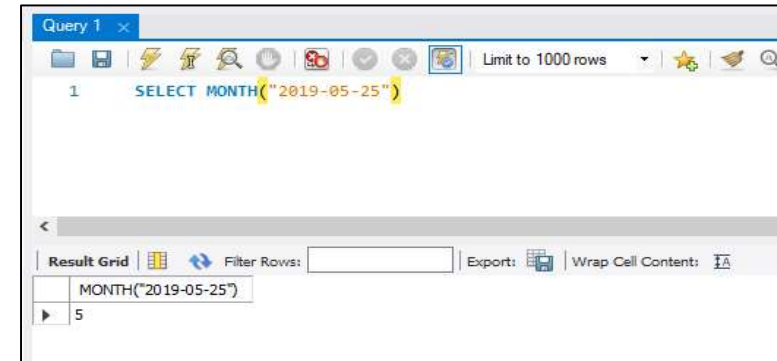 Query 1
Limit to 1000 rows
1 SELECT MONTH("2019-05-25")
Result Grid Filter Rows: Export: Wrap Cell Content: IA
MONTH("2019-05-25")
5